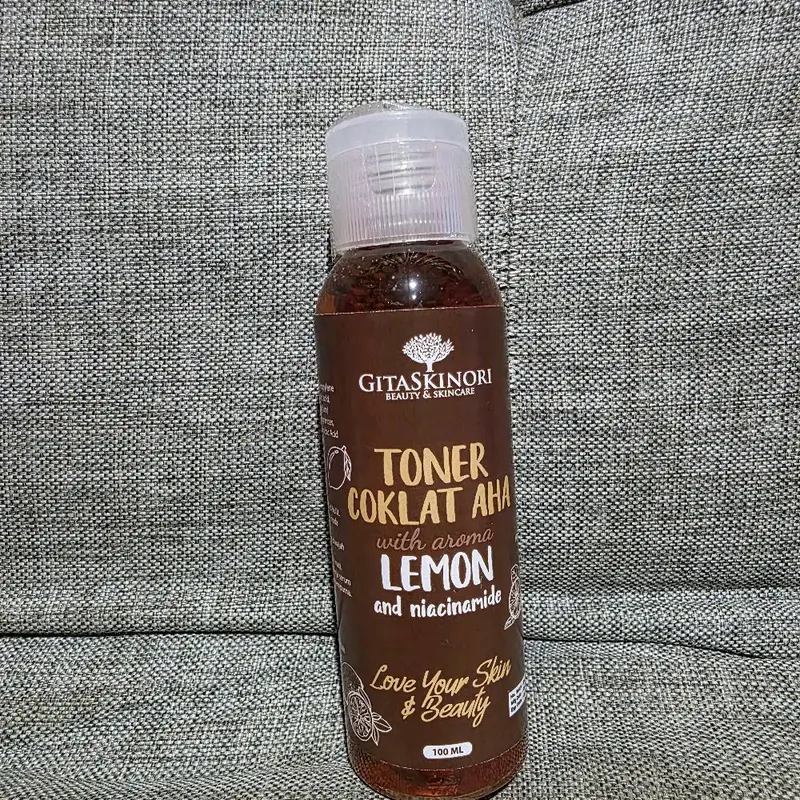 GITASKINORI
BEAUTY & SKINCARE
TONER
COKLAT AHA
with aroma
LEMON
and niacinamide
Love Your Skin
& Beauty
100 ML